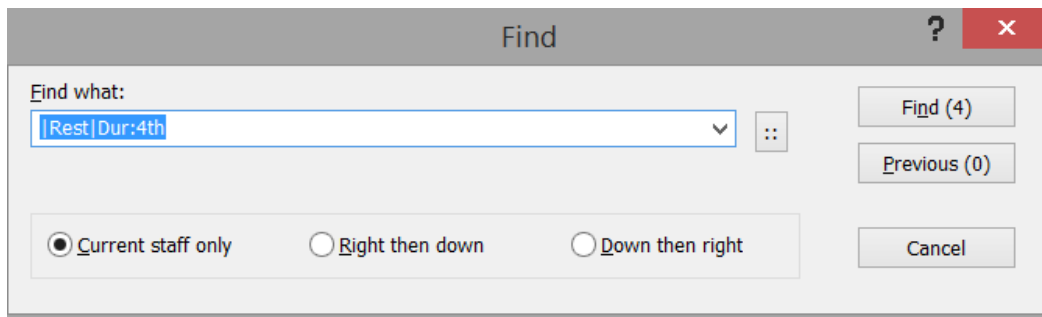 Find
?
×
Find what:
|Rest|Dur:4th
::
Find (4)
Previous (0)
Current staff only
Right then down
Down then right
Cancel